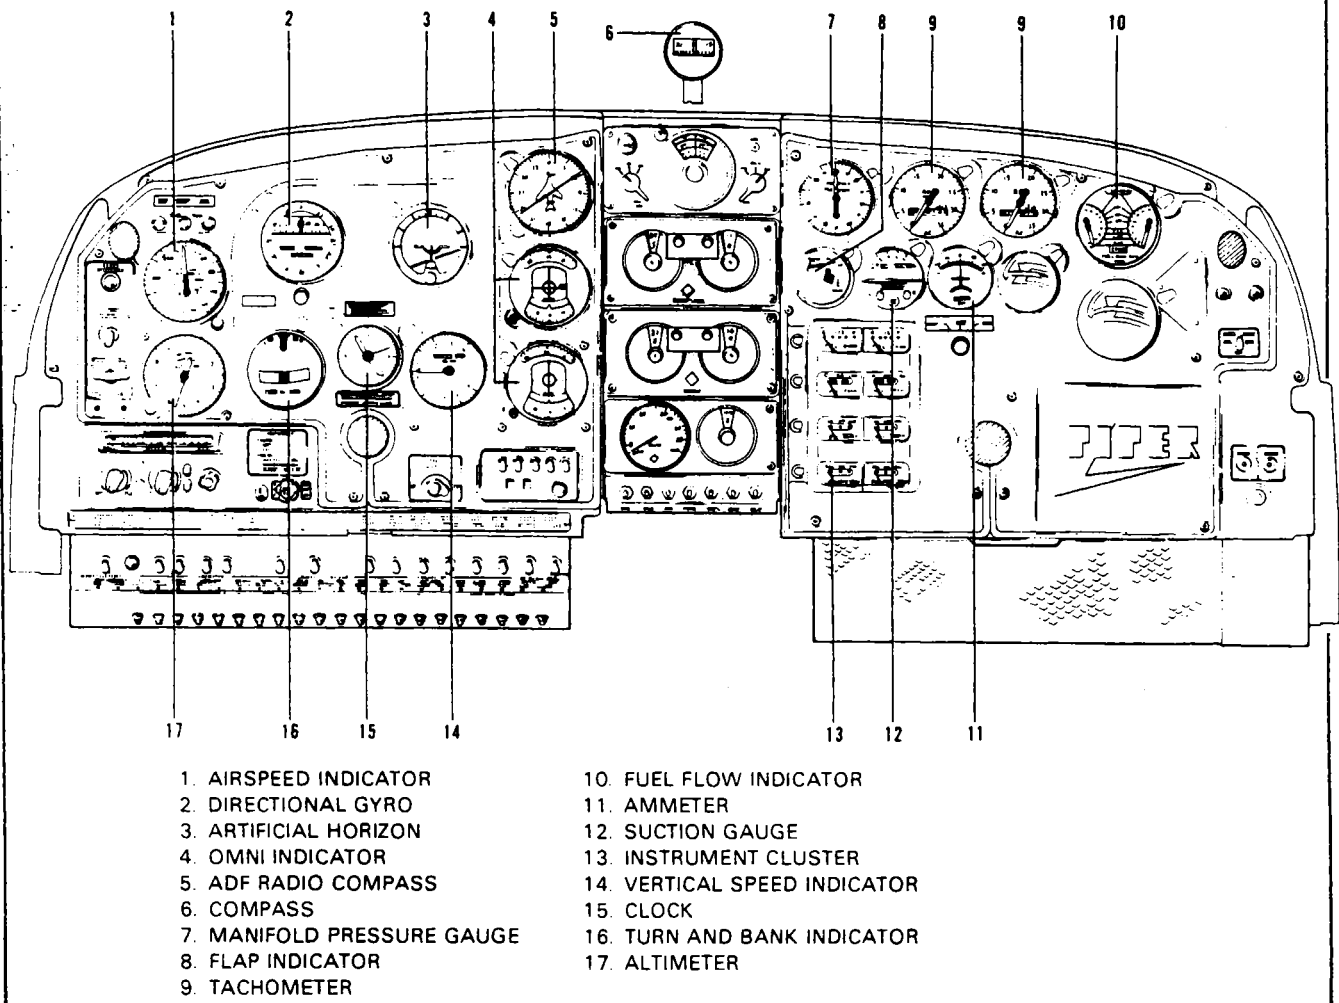 1 2 3 4 5 6 7 8 9 9 10
PIPER
17 16 15 14 13 12 11
1. AIRSPEED INDICATOR
2. DIRECTIONAL GYRO
3. ARTIFICIAL HORIZON
4. OMNI INDICATOR
5. ADF RADIO COMPASS
6. COMPASS
7. MANIFOLD PRESSURE GAUGE
8. FLAP INDICATOR
9. TACHOMETER
10. FUEL FLOW INDICATOR
11. AMMETER
12. SUCTION GAUGE
13. INSTRUMENT CLUSTER
14. VERTICAL SPEED INDICATOR
15. CLOCK
16. TURN AND BANK INDICATOR
17. ALTIMETER